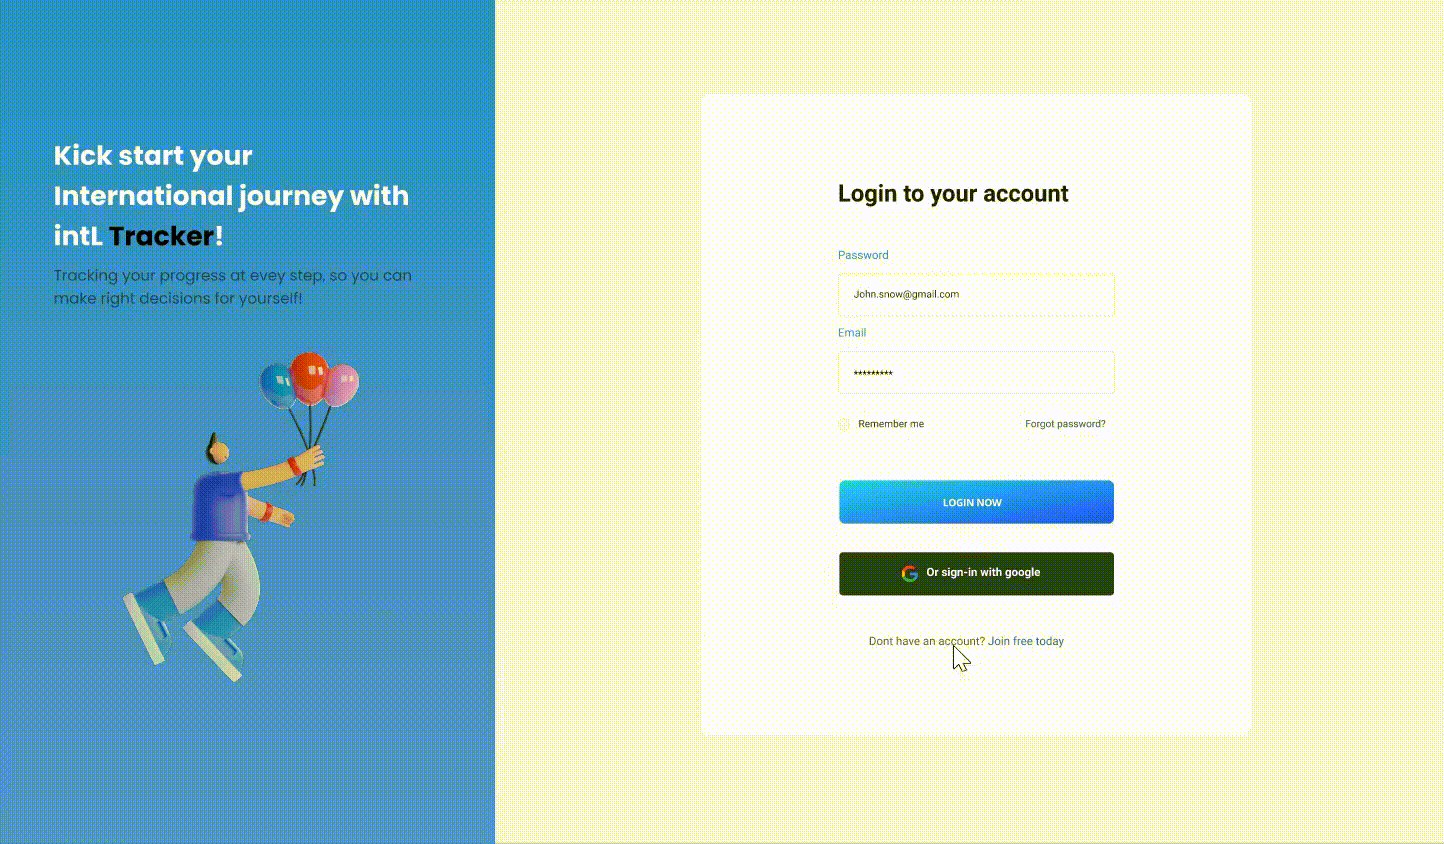 Kick start your
International journey with
intL Tracker!
Tracking your progress at evey step, so you can
make right decisions for yourself!
Login to your account
Password
John.snow@gmail.com
Email
*********
Remember me
Forgot password?
LOGIN NOW
Or sign-in with google
Dont have an account? Join free today